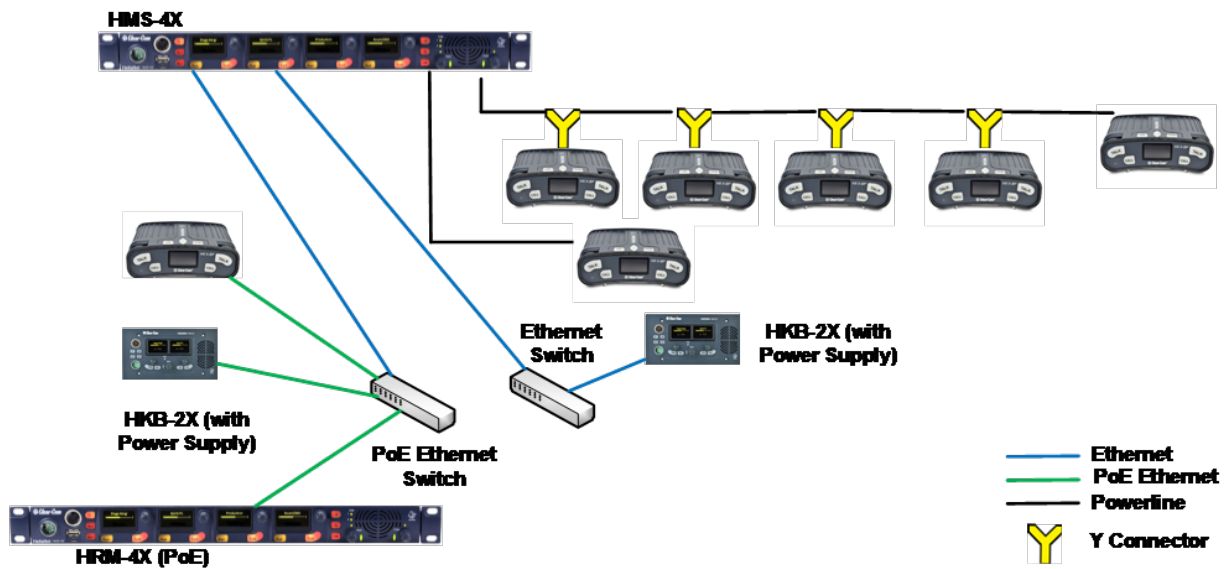 HMS-4X
Ethernet
Switch
HKB-2X (with
Power Supply)
HKB-2X (with
Power Supply)
PoE Ethernet
Switch
HRM-4X (PoE)
Ethernet
PoE Ethernet
Powerline
Y Connector